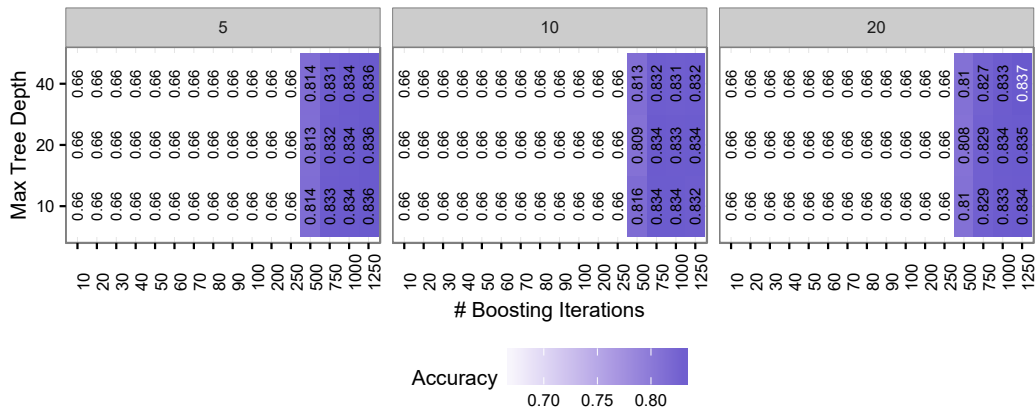 5 10 20
Max Tree Depth
40 0.66 0.66 0.66 0.66 0.66 0.66 0.66 0.66 0.66 0.66 0.66 0.66 0.814 0.831 0.834 0.836 0.66 0.66 0.66 0.66 0.66 0.66 0.66 0.66 0.66 0.66 0.66 0.66 0.813 0.832 0.831 0.832 0.66 0.66 0.66 0.66 0.66 0.66 0.66 0.66 0.66 0.66 0.66 0.66 0.81 0.827 0.833 0.837
20 0.66 0.66 0.66 0.66 0.66 0.66 0.66 0.66 0.66 0.66 0.66 0.66 0.813 0.832 0.834 0.836 0.66 0.66 0.66 0.66 0.66 0.66 0.66 0.66 0.66 0.66 0.66 0.66 0.809 0.834 0.833 0.834 0.66 0.66 0.66 0.66 0.66 0.66 0.66 0.66 0.66 0.66 0.66 0.66 0.808 0.829 0.834 0.835
10 0.66 0.66 0.66 0.66 0.66 0.66 0.66 0.66 0.66 0.66 0.66 0.66 0.814 0.833 0.834 0.836 0.66 0.66 0.66 0.66 0.66 0.66 0.66 0.66 0.66 0.66 0.66 0.66 0.816 0.834 0.834 0.832 0.66 0.66 0.66 0.66 0.66 0.66 0.66 0.66 0.66 0.66 0.66 0.66 0.81 0.829 0.833 0.834
10 20 30 40 50 60 70 80 90 100 200 250 500 750 1000 1250 10 20 30 40 50 60 70 80 90 100 200 250 500 750 1000 1250 10 20 30 40 50 60 70 80 90 100 200 250 500 750 1000 1250
# Boosting Iterations
Accuracy
0.70 0.75 0.80